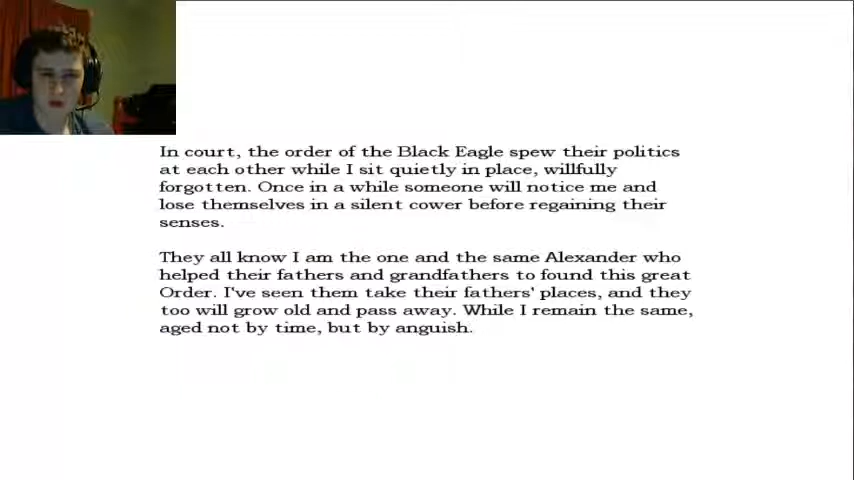 In court, the order of the Black Eagle spew their politics
at each other while I sit quietly in place, willfully
forgotten. Once in a while someone will notice me and
lose themselves in a silent cower before regaining their
senses.
They all know I am the one and the same Alexander who
helped their fathers and grandfathers to found this great
Order. I've seen them take their fathers' places, and they
too will grow old and pass away. While I remain the same,
aged not by time, but by anguish.